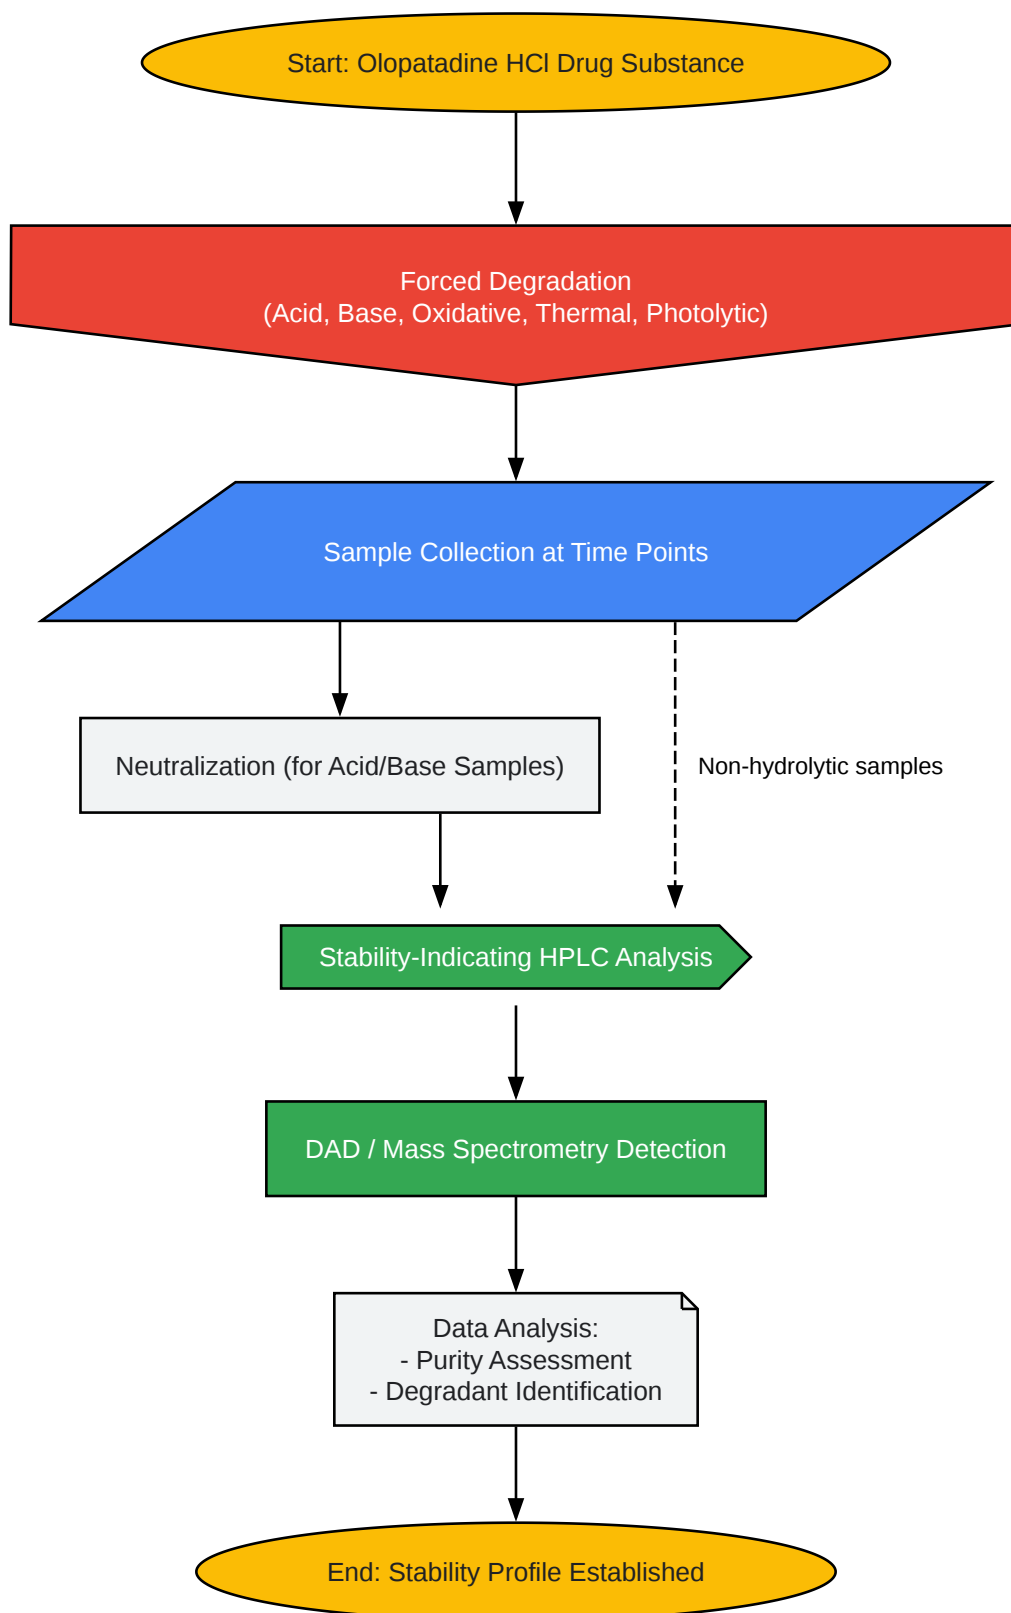 Start: Olopatadine HCl Drug Substance
Forced Degradation
(Acid, Base, Oxidative, Thermal, Photolytic)
Sample Collection at Time Points
Neutralization (for Acid/Base Samples)
Non-hydrolytic samples
Stability-Indicating HPLC Analysis
DAD / Mass Spectrometry Detection
Data Analysis:
- Purity Assessment
- Degradant Identification
End: Stability Profile Established